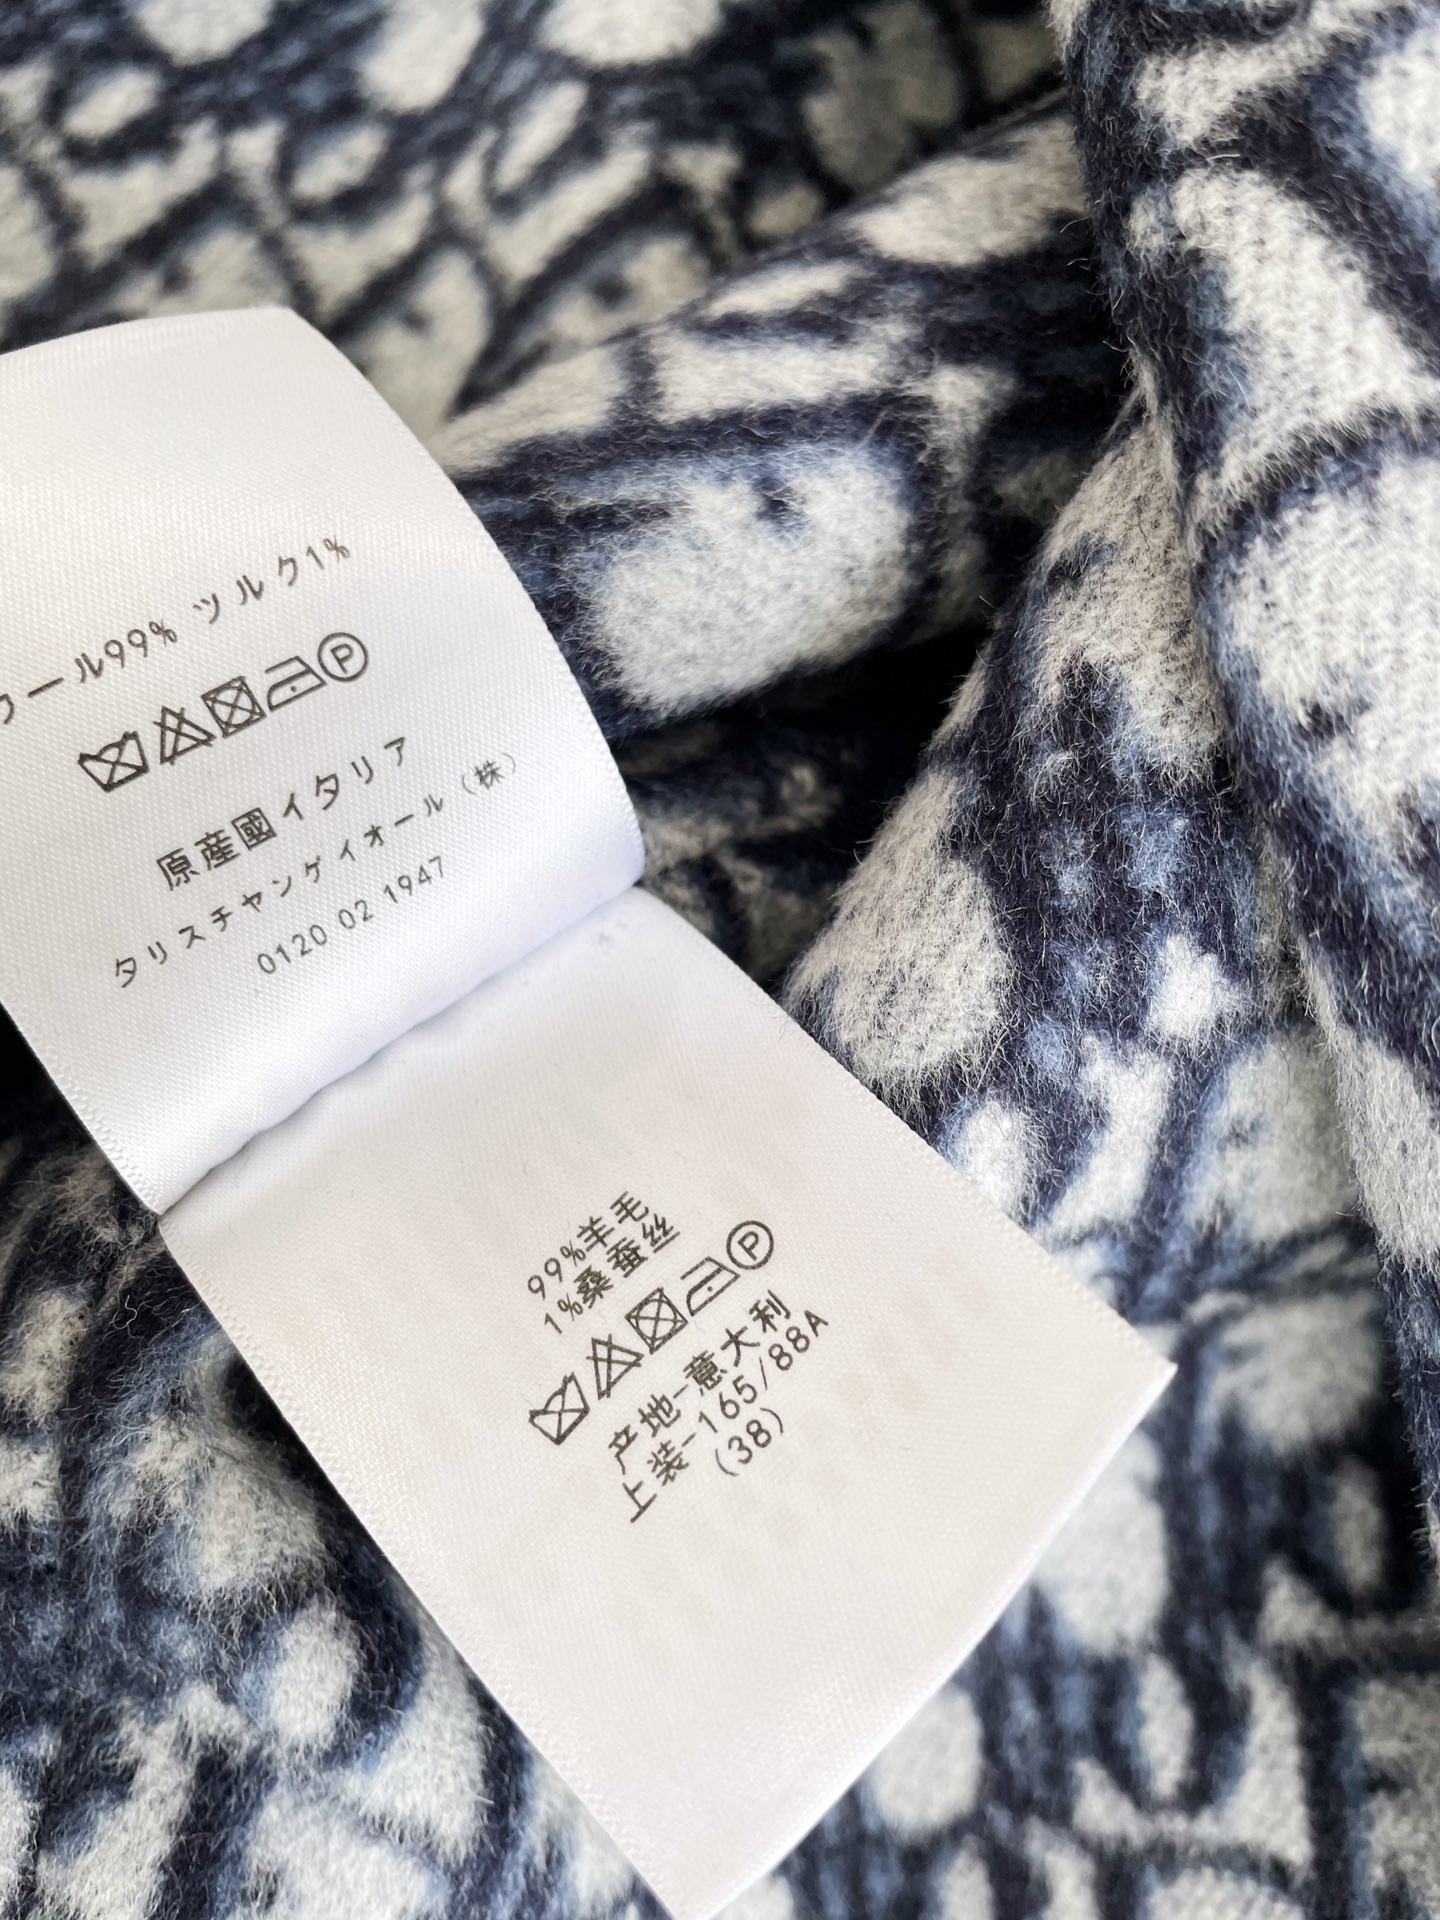 ウール99% ツルク1%
P
原産國イタリア
タリスチャンゲイオール (株)
0120 02 1947
99%羊毛
1%桑蚕丝
P
产地-意大利
上装-165/88A
(38)